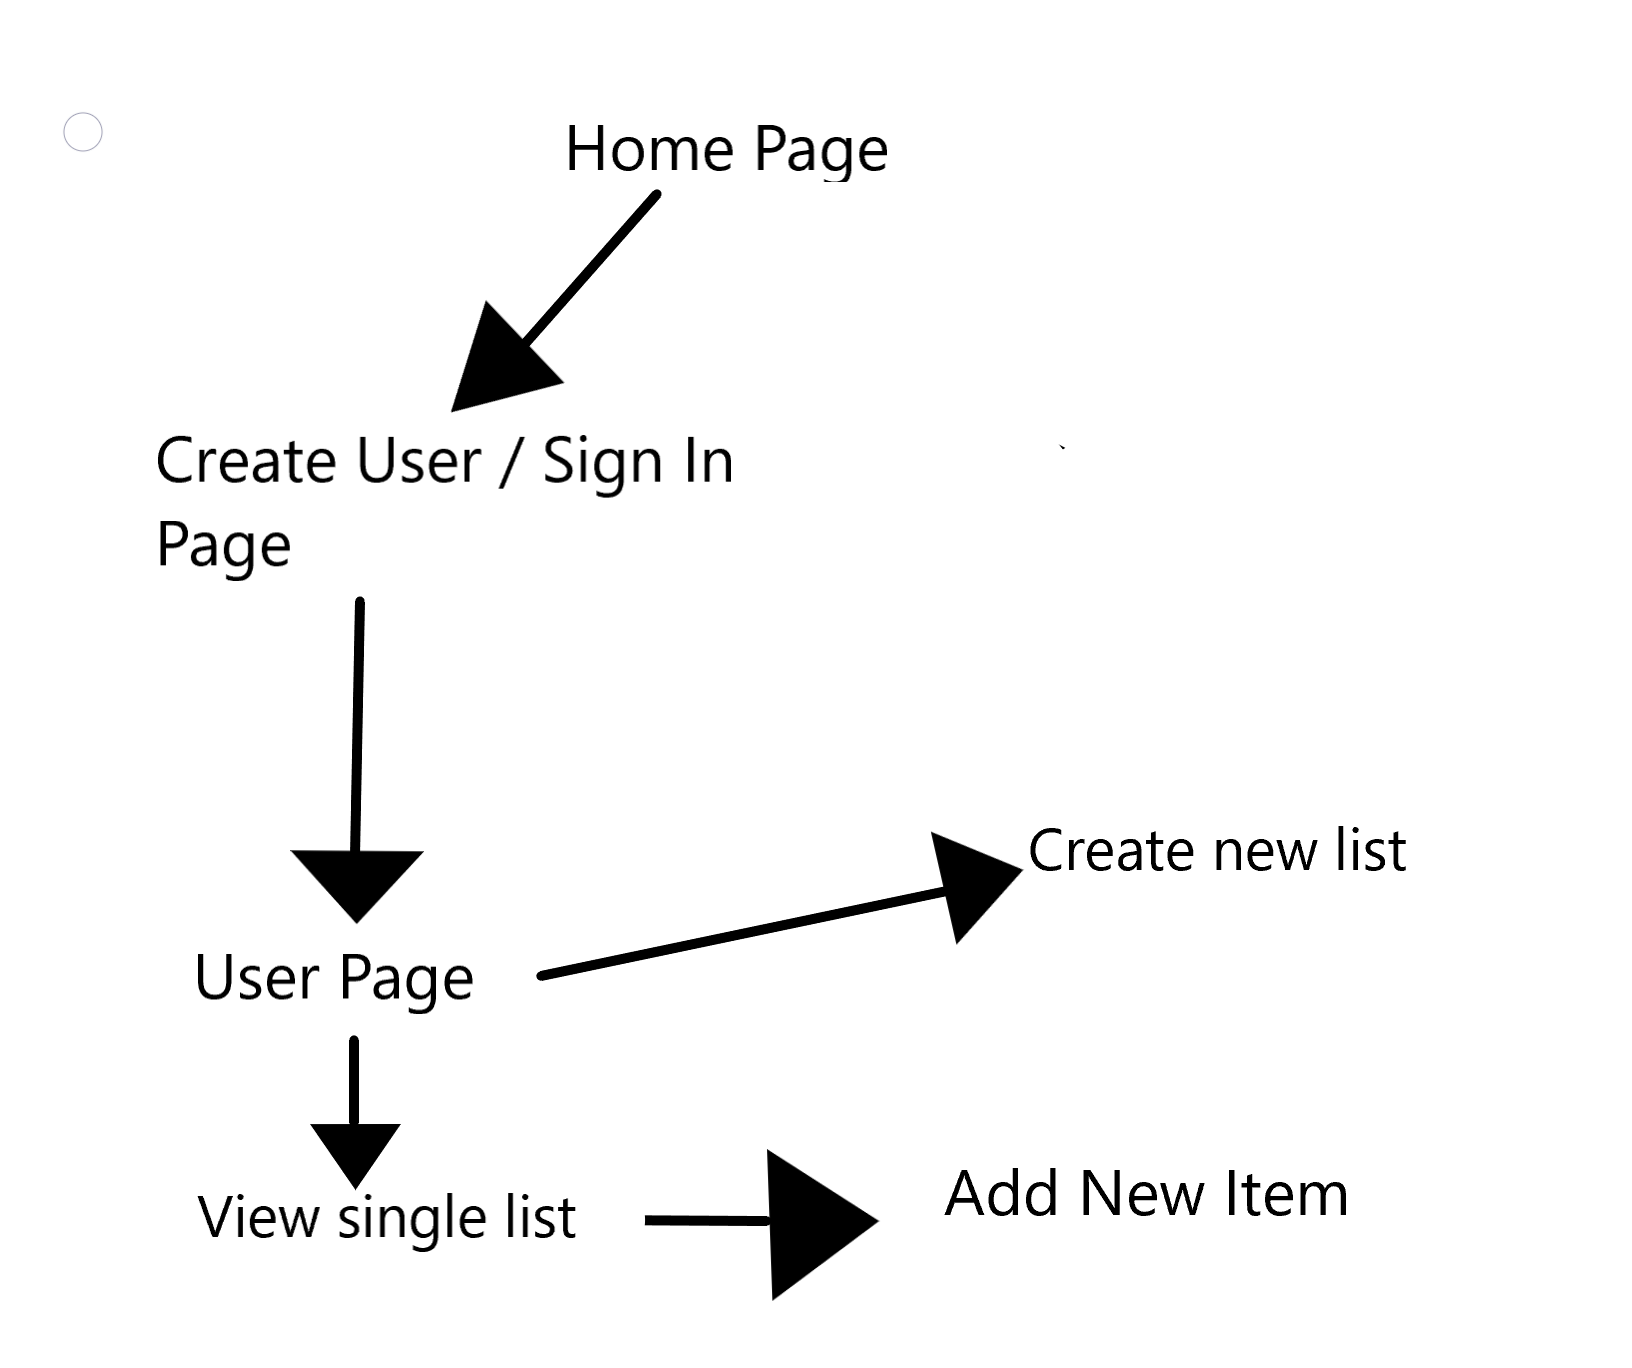 Home Page
Create User / Sign In
Page
Create new list
User Page
Add New Item
View single list